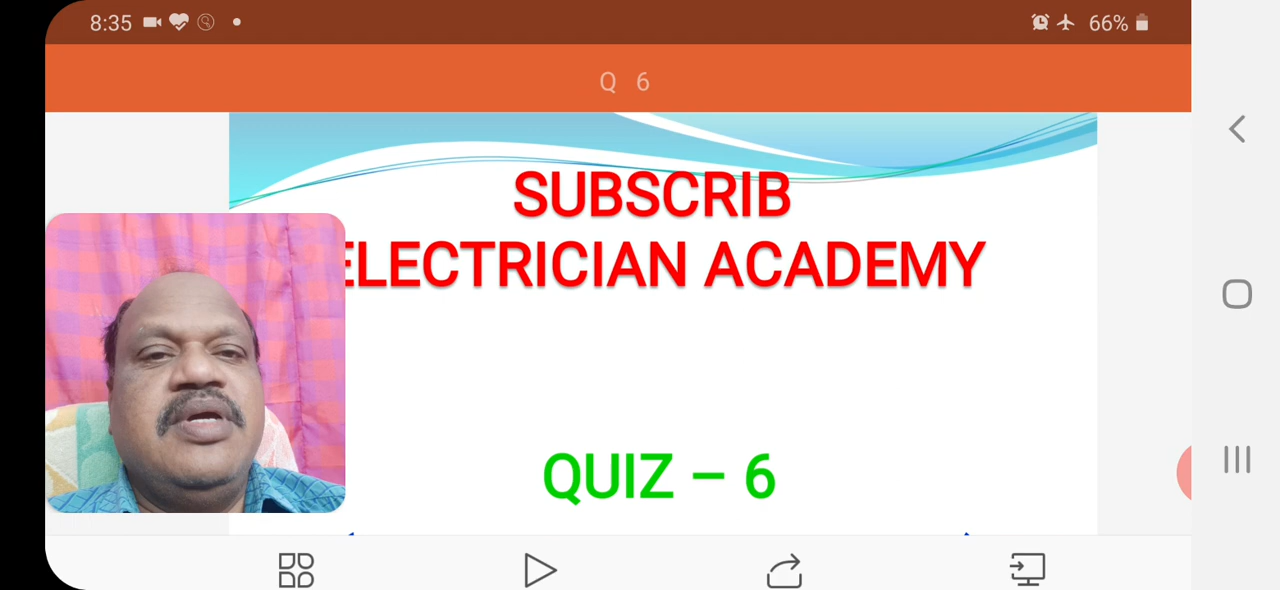 8:35
66%
Q 6
SUBSCRIB
ELECTRICIAN ACADEMY
QUIZ – 6